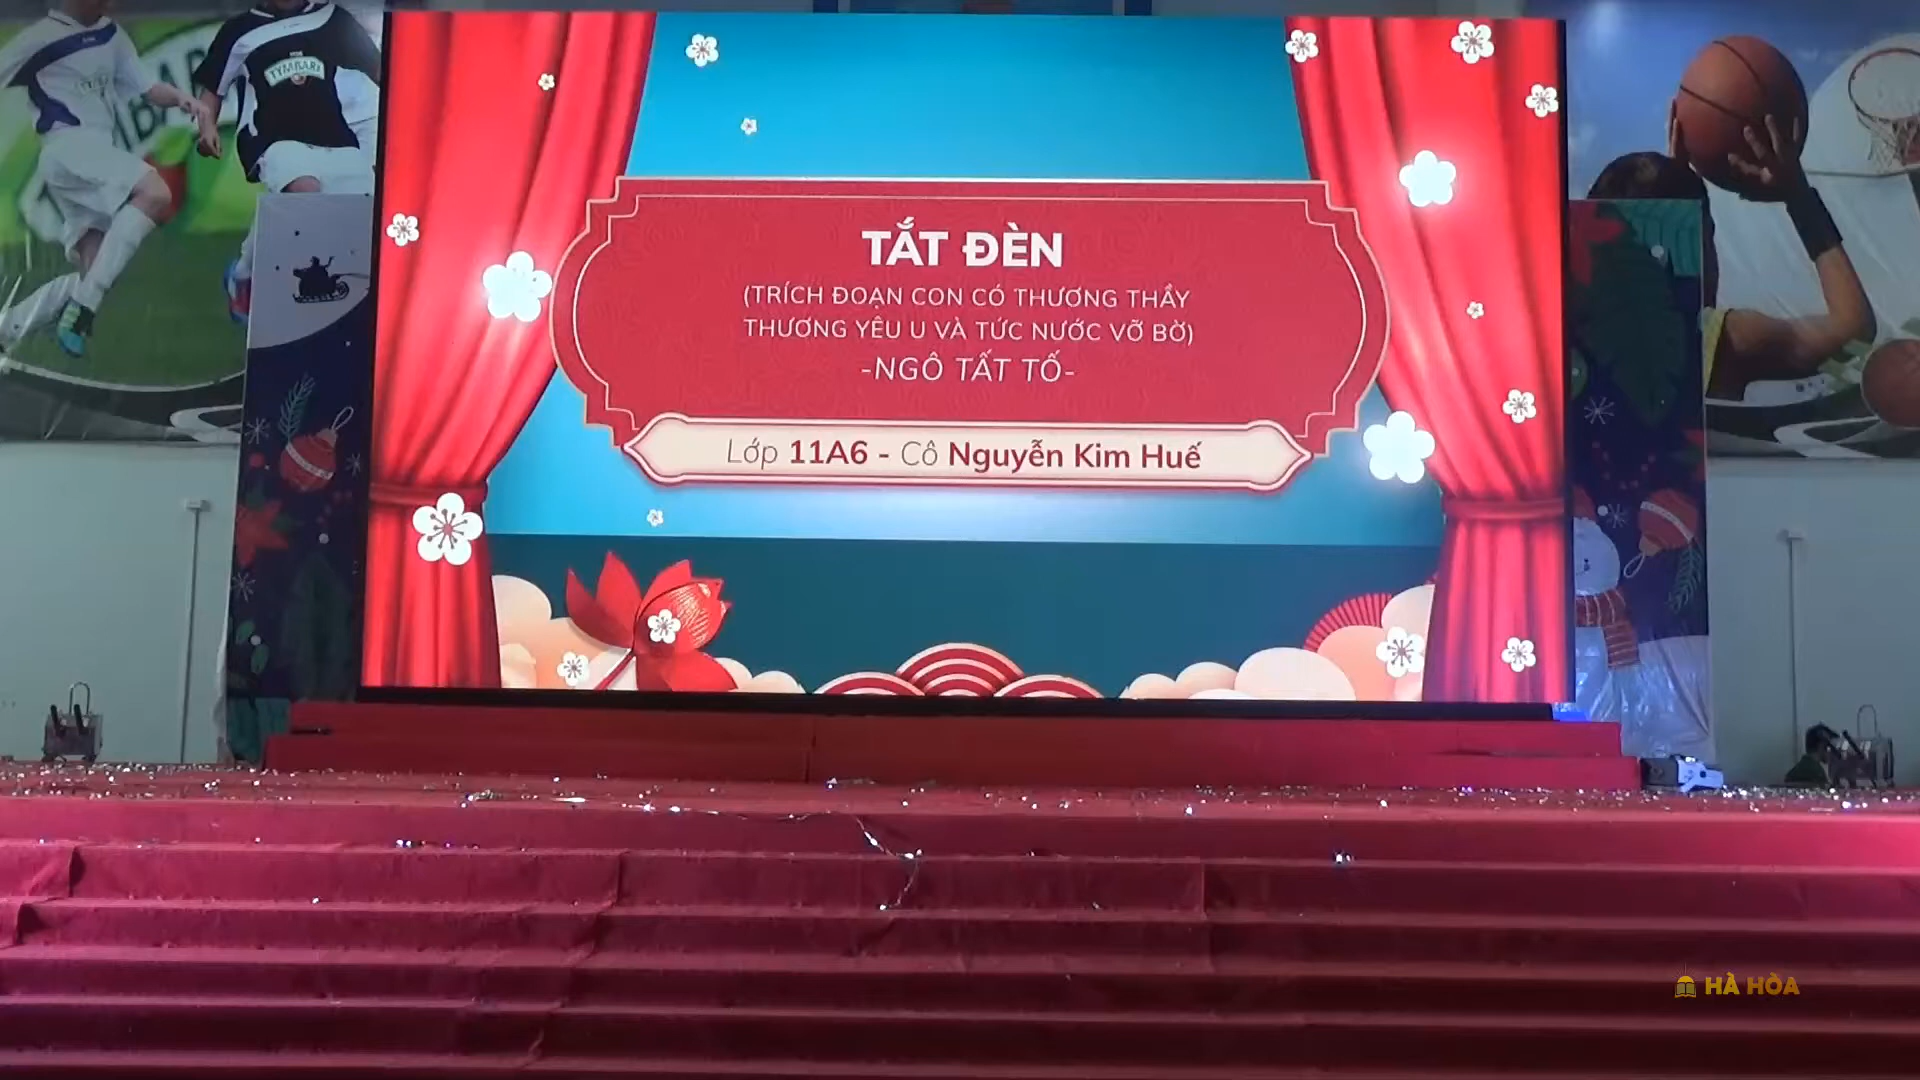 TYMBARK
TẮT ĐÈN
(TRÍCH ĐOẠN CON CÓ THƯƠNG THẦY
THƯƠNG YÊU U VÀ TỨC NƯỚC VỠ BỜ)
-NGÔ TẤT TỐ-
Lớp 11A6 - Cô Nguyễn Kim Huế
HÀ HÒA